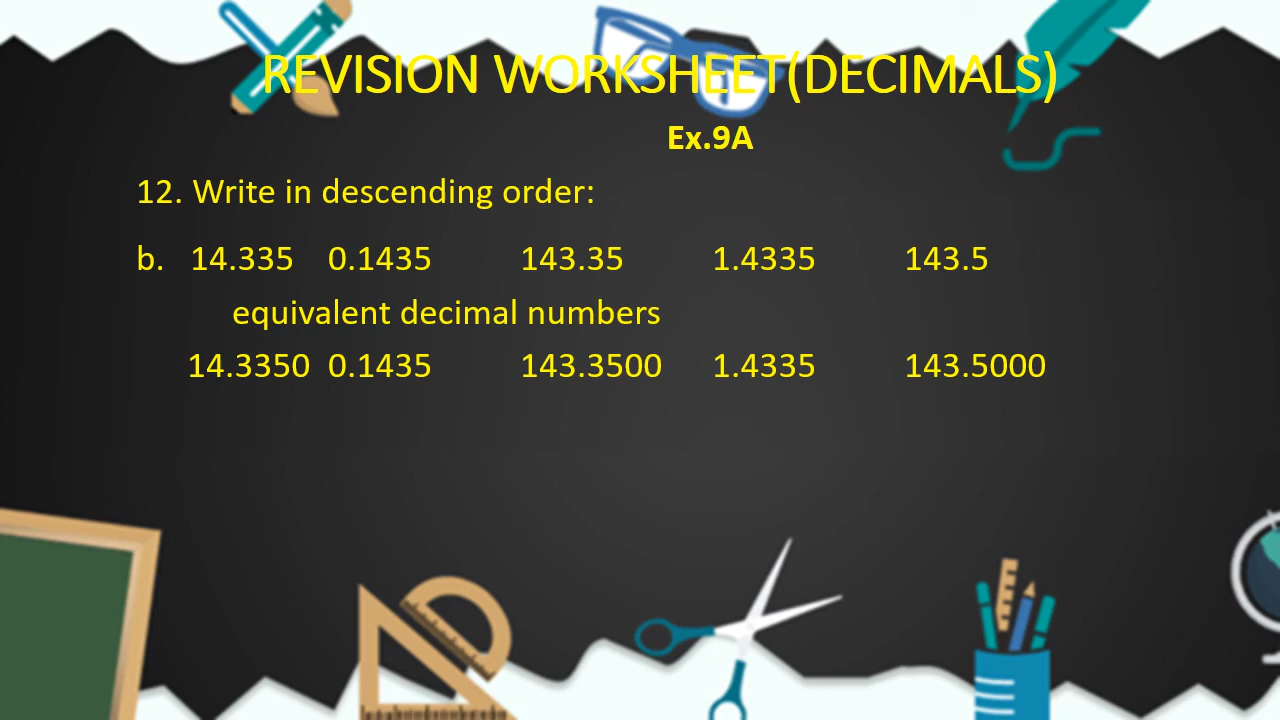 REVISION WORKSHEET(DECIMALS)
Ex.9A
12. Write in descending order:
b. 14.335 0.1435 143.35 1.4335 143.5
equivalent decimal numbers
14.3350 0.1435 143.3500 1.4335 143.5000